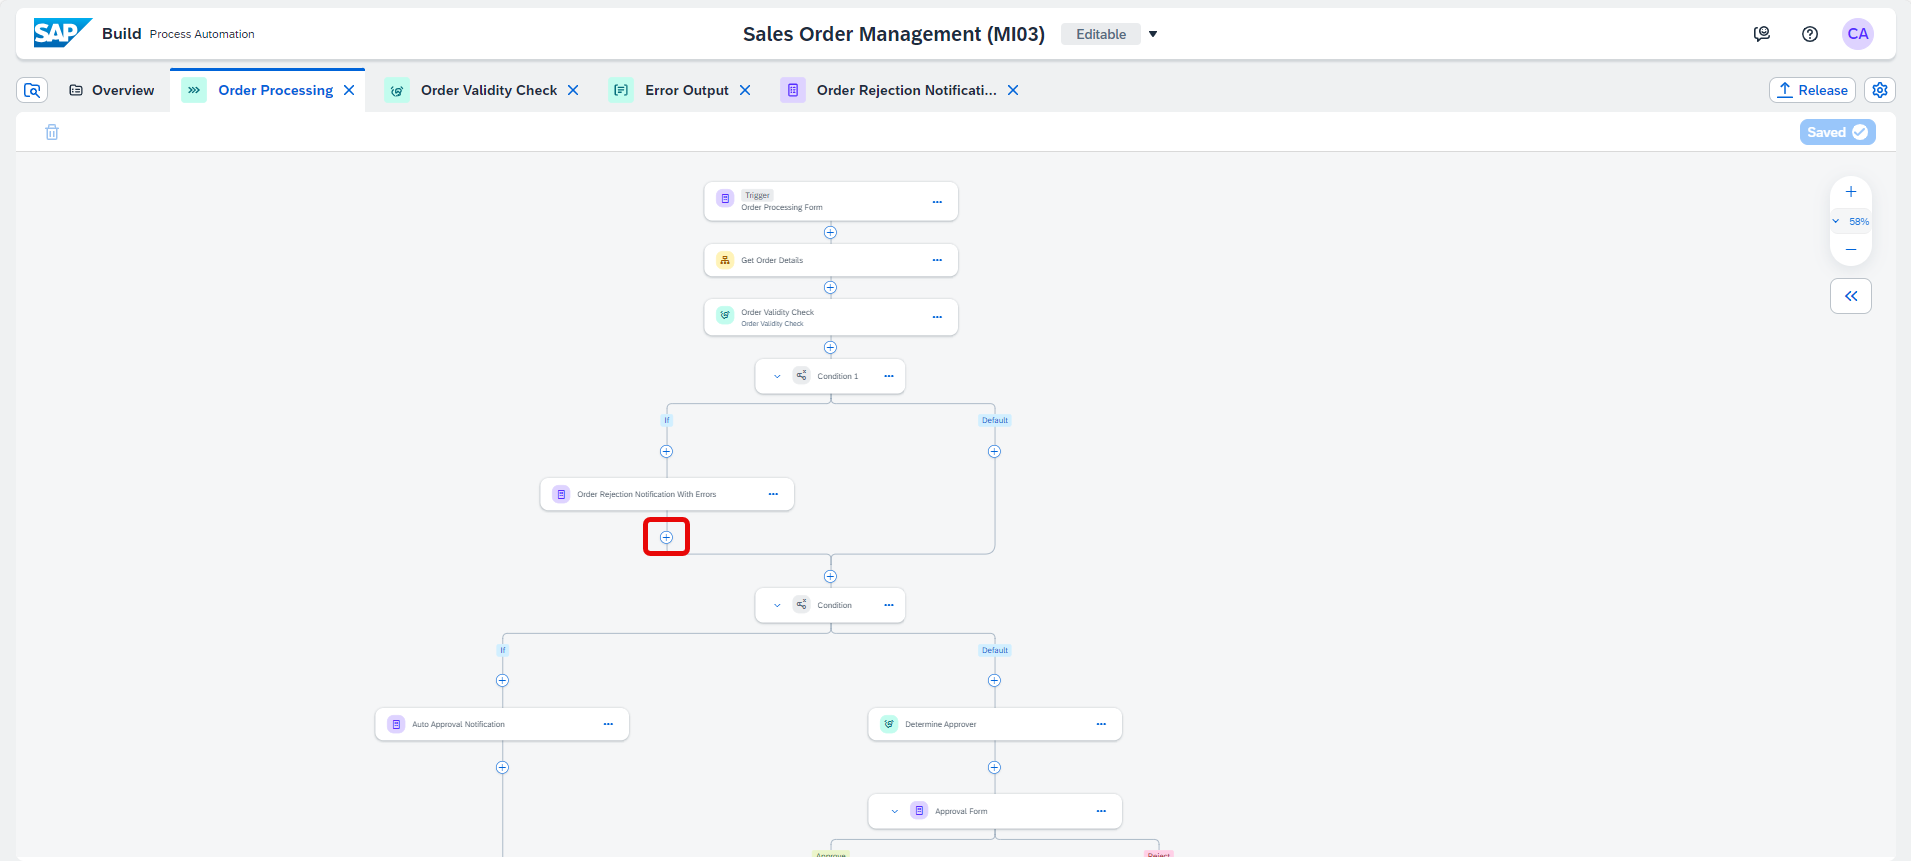 SAP Build Process Automation
Sales Order Management (MI03) Editable
CA
Overview
Order Processing
Order Validity Check
Error Output
Order Rejection Notificati...
Release
Saved
Trigger
Order Processing Form
58%
Get Order Details
Order Validity Check
Order Validity Check
Condition 1
If
Default
Order Rejection Notification With Errors
Condition
If
Default
Auto Approval Notification
Determine Approver
Approval Form
Approve
Reject